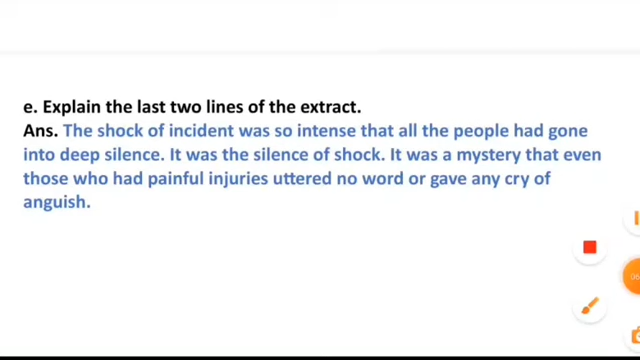 e. Explain the last two lines of the extract.
Ans. The shock of incident was so intense that all the people had gone
into deep silence. It was the silence of shock. It was a mystery that even
those who had painful injuries uttered no word or gave any cry of
anguish.